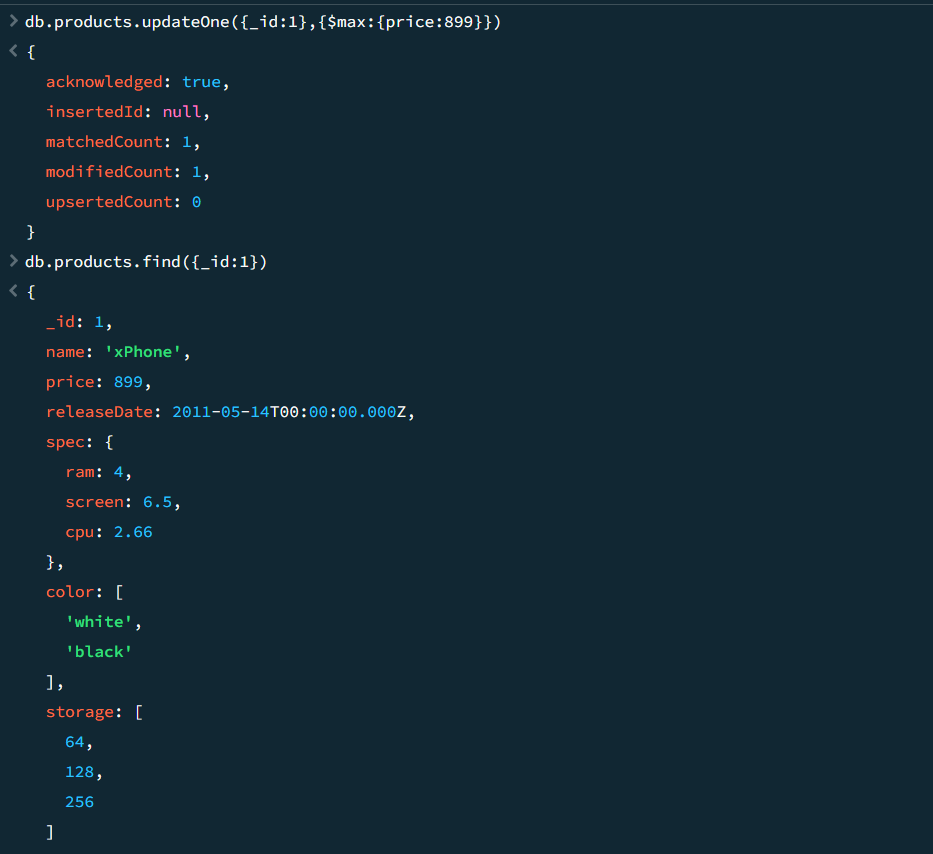 > db.products.updateOne({_id:1},{$max:{price:899}})
< {
    acknowledged: true,
    insertedId: null,
    matchedCount: 1,
    modifiedCount: 1,
    upsertedCount: 0
  }
> db.products.find({_id:1})
< {
    _id: 1,
    name: 'xPhone',
    price: 899,
    releaseDate: 2011-05-14T00:00:00.000Z,
    spec: {
      ram: 4,
      screen: 6.5,
      cpu: 2.66
    },
    color: [
      'white',
      'black'
    ],
    storage: [
      64,
      128,
      256
    ]